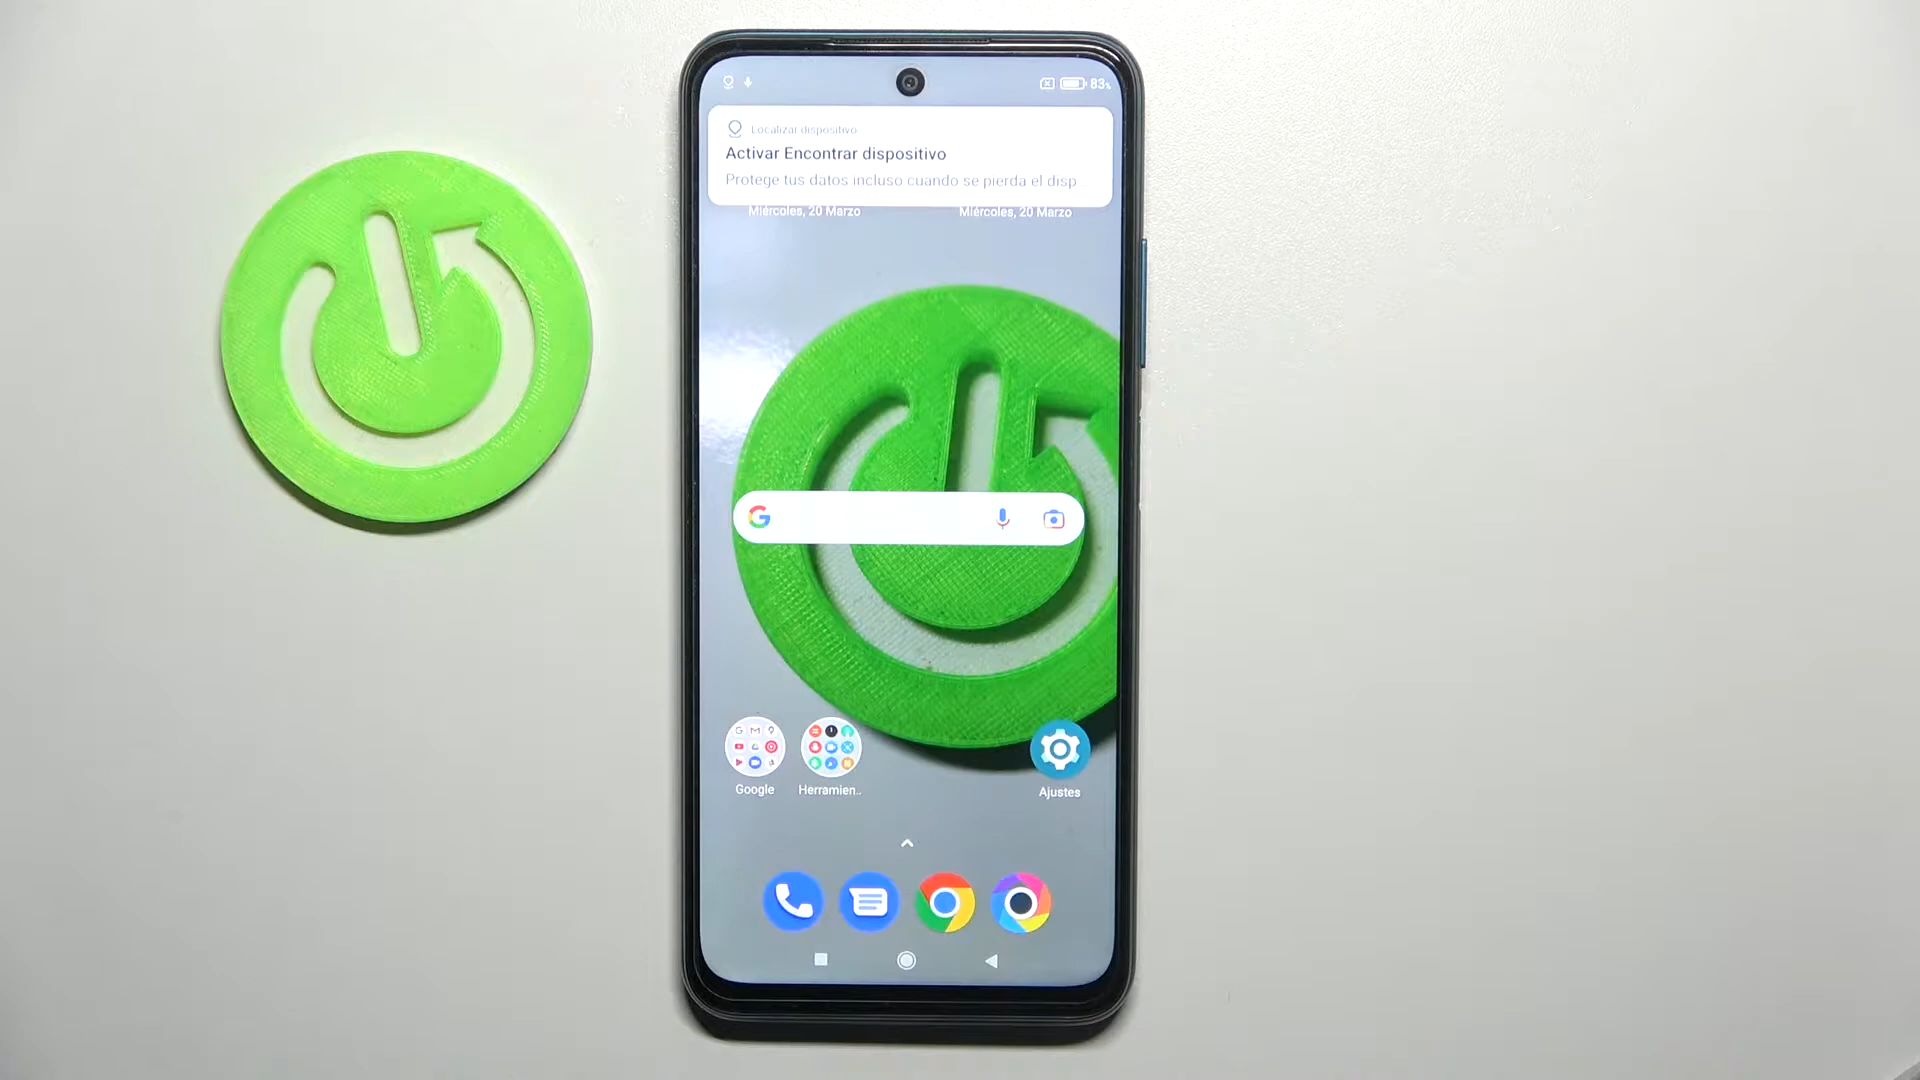 83%
Localizar dispositivo
Activar Encontrar dispositivo
Protege tus datos incluso cuando se pierda el disp...
Miércoles, 20 Marzo
Miércoles, 20 Marzo
Google
Herramien..
Ajustes